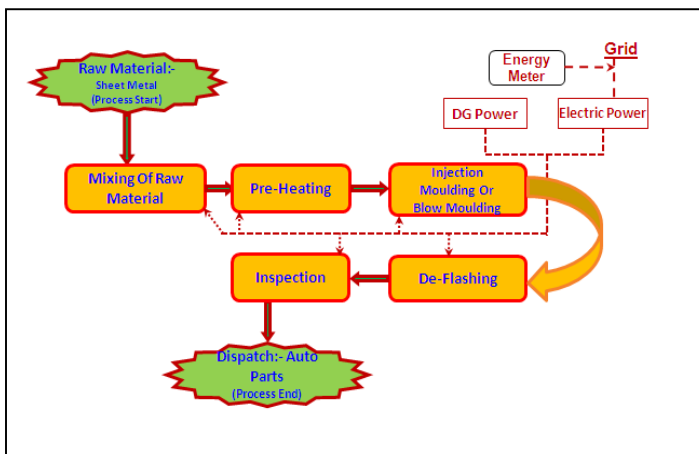 Raw Material:-
Sheet Metal
(Process Start)
Grid
Energy
Meter
DG Power
Electric Power
Mixing Of Raw
Material
Pre-Heating
Injection
Moulding Or
Blow Moulding
Inspection
De-Flashing
Dispatch:- Auto
Parts
(Process End)